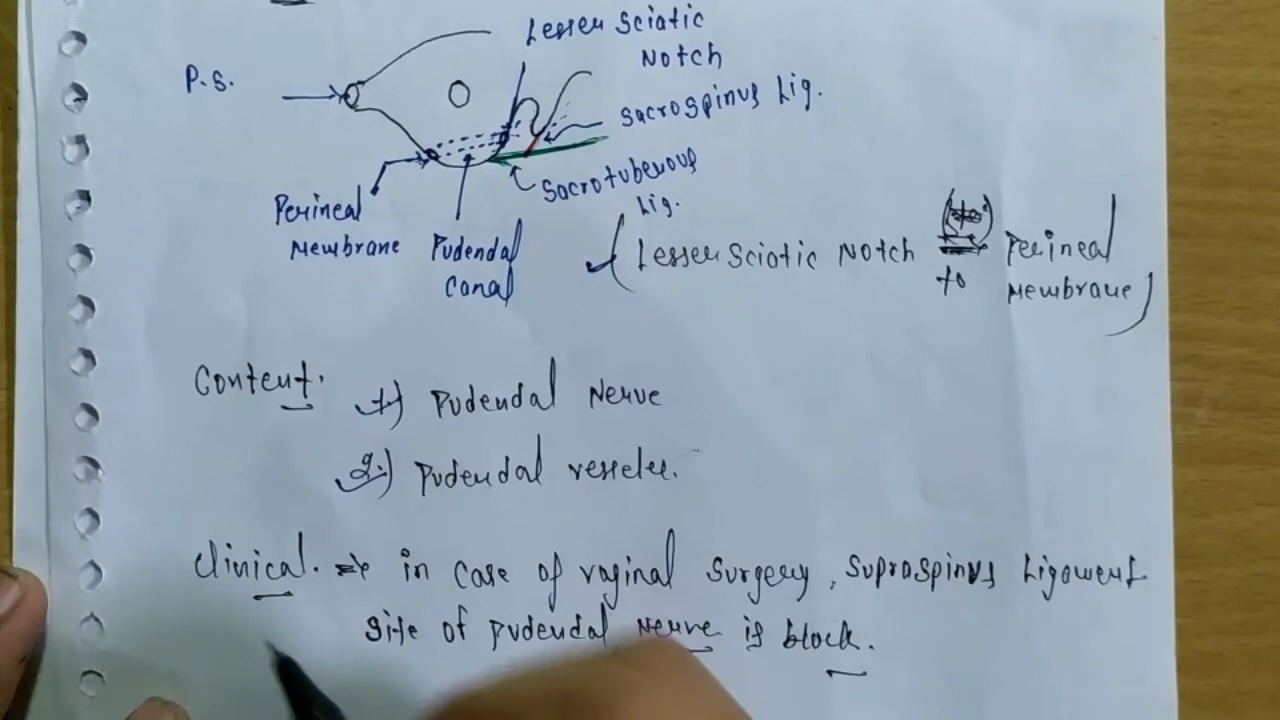 Lesser Sciatic
Notch
P.S.
Sacrospinus Lig.
Sacrotuberous
Lig.
Perineal
Membrane
Pudendal
Canal
(Lesser Sciatic Notch to Perineal
Membrane)
Content.
1) Pudendal Nerve
2.) Pudendal vessels.
Clinical. ⇒ in case of vaginal surgery, supraspinus Ligament
site of pudendal nerve is block.